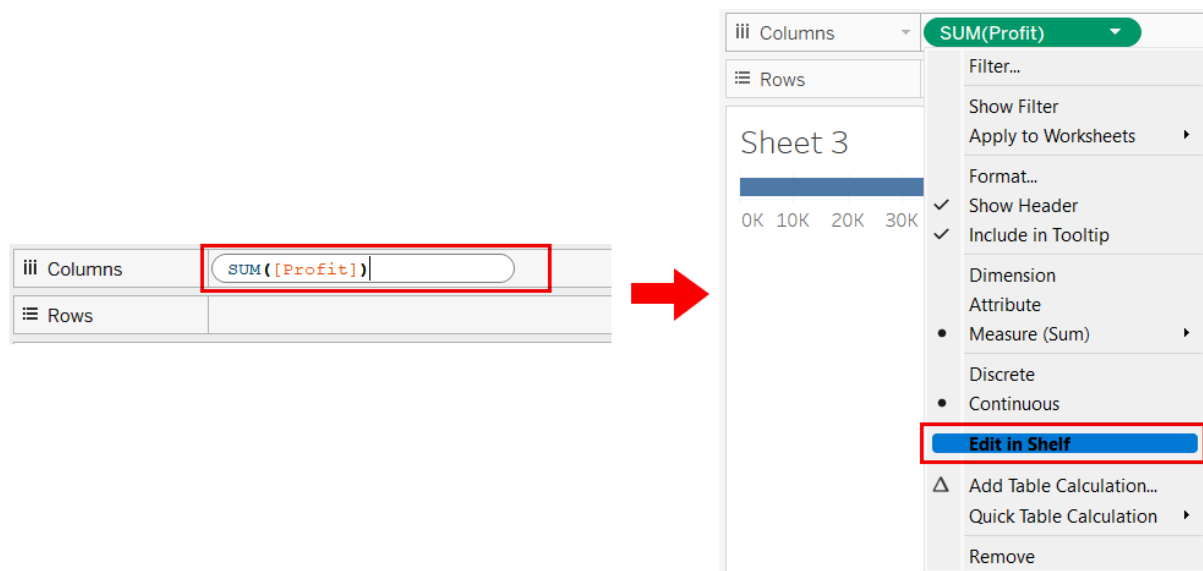 Columns
SUM([Profit])
Rows
Columns
SUM(Profit)
Rows
Sheet 3
0K 10K 20K 30K
Filter...
Show Filter
Apply to Worksheets
Format...
Show Header
Include in Tooltip
Dimension
Attribute
Measure (Sum)
Discrete
Continuous
Edit in Shelf
Add Table Calculation...
Quick Table Calculation
Remove